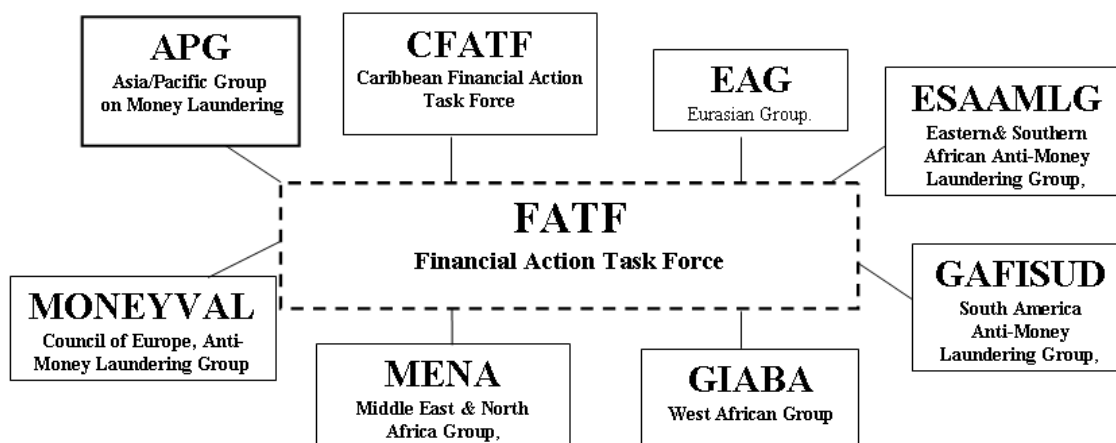 APG
Asia/Pacific Group
on Money Laundering
CFATF
Caribbean Financial Action
Task Force
EAG
Eurasian Group.
ESAAMLG
Eastern& Southern
African Anti-Money
Laundering Group,
FATF
Financial Action Task Force
MONEYVAL
Council of Europe, Anti-
Money Laundering Group
GAFISUD
South America
Anti-Money
Laundering Group,
MENA
Middle East & North
Africa Group,
GIABA
West African Group